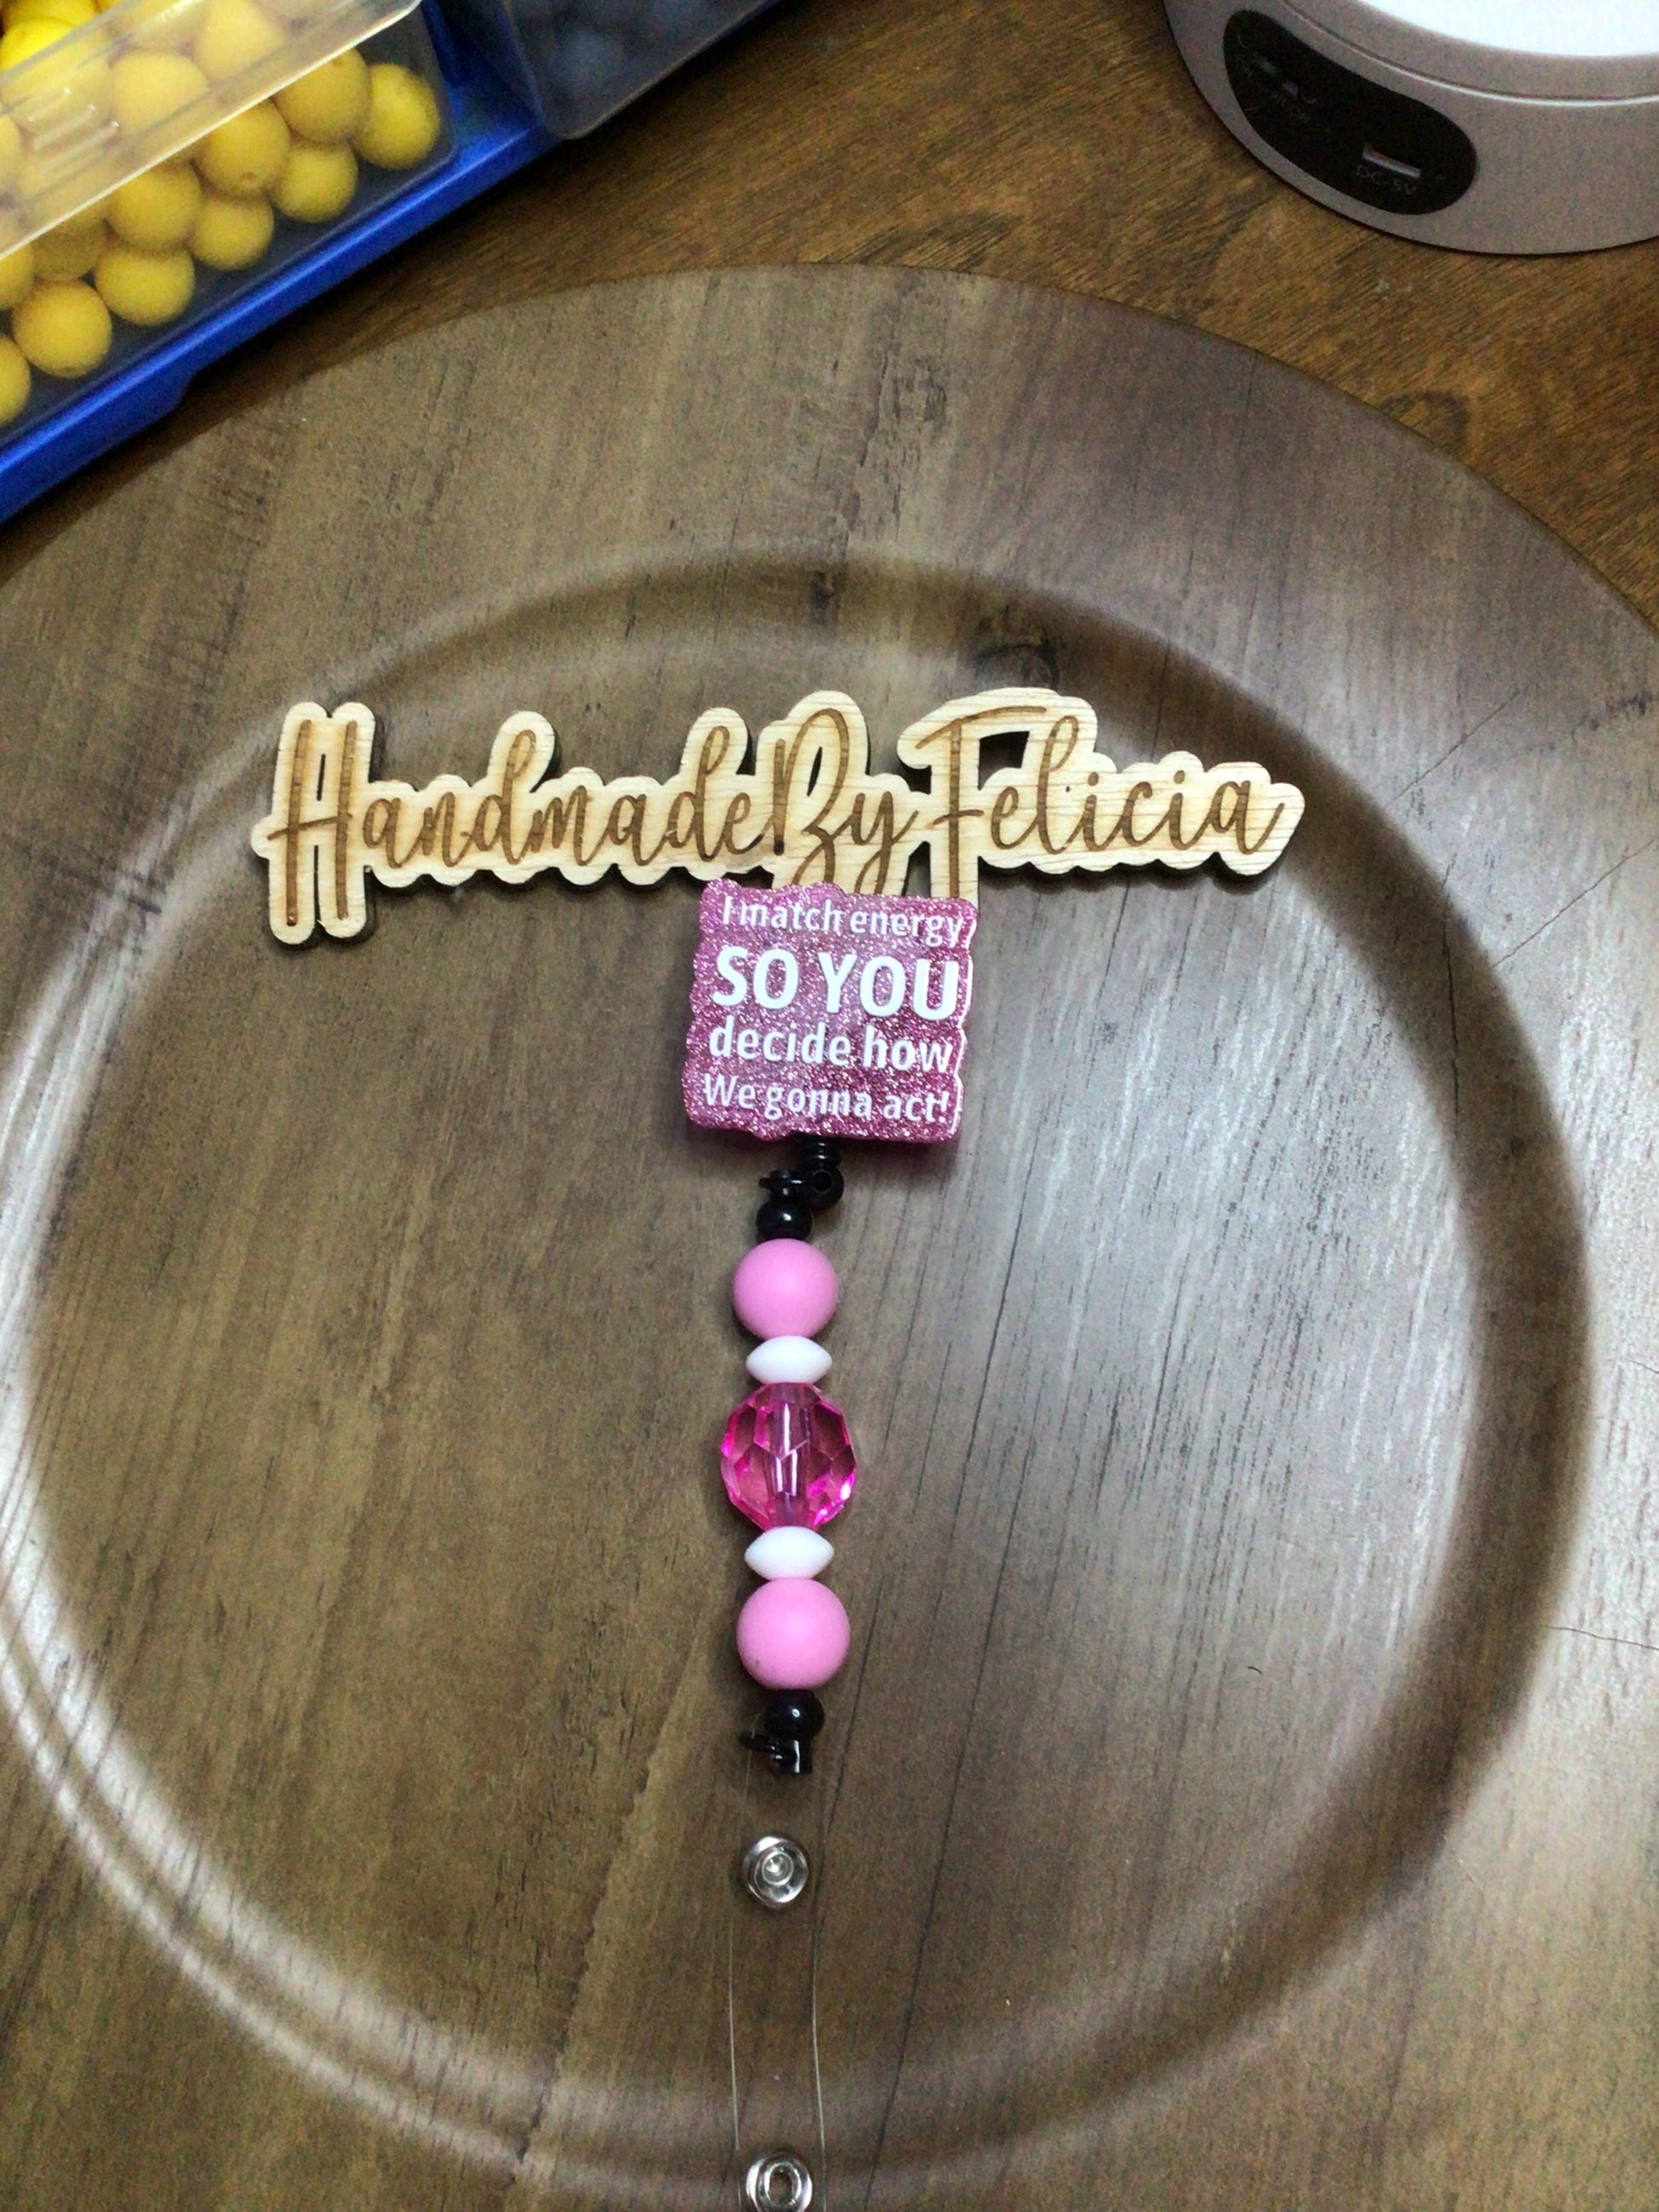 DC-5V
HandmadeByFelicia
I match energy
SO YOU
decide how
We gonna act!